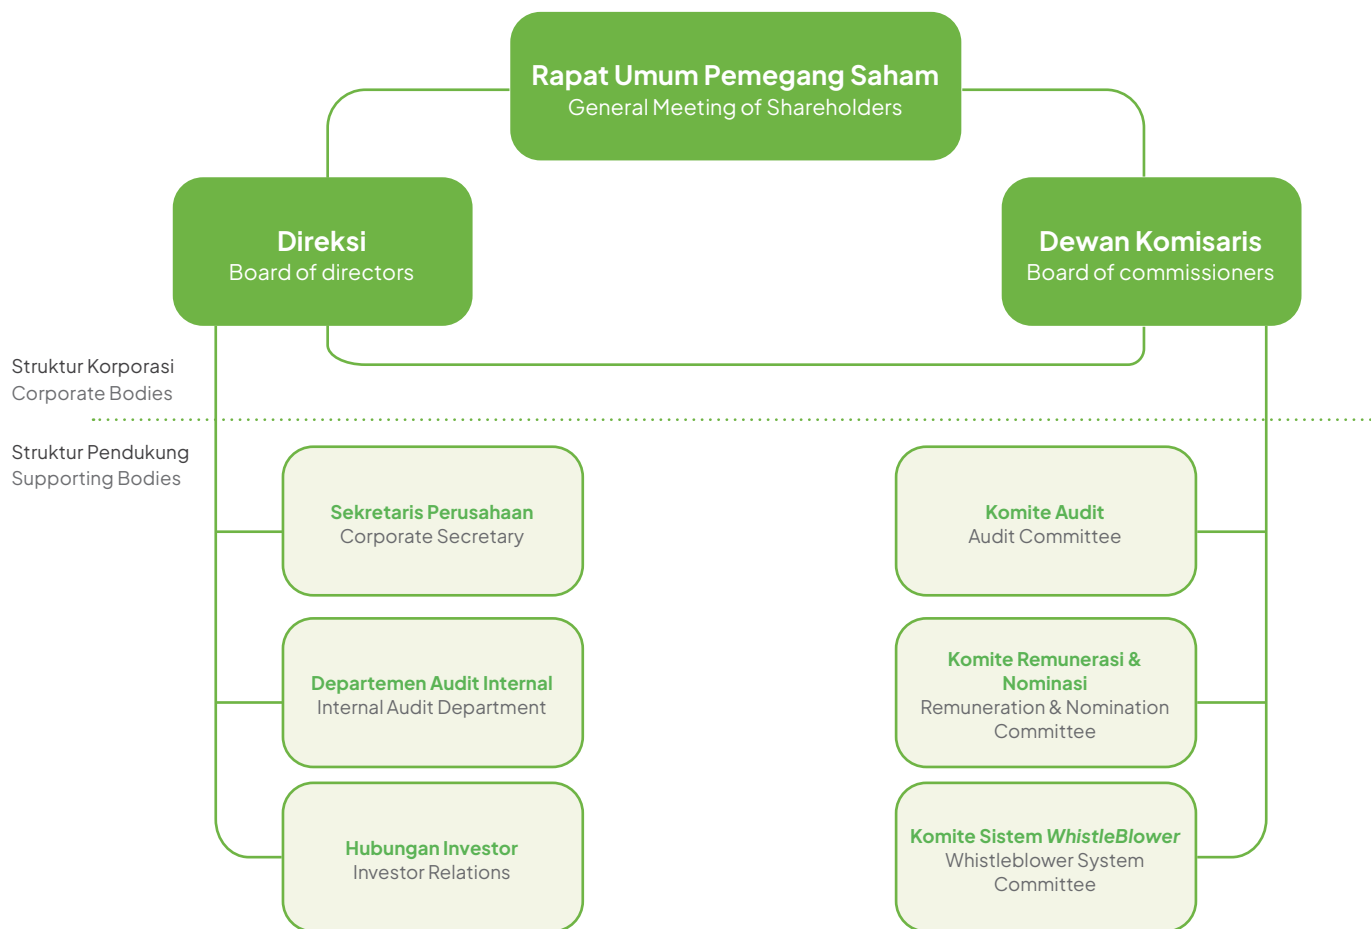 Rapat Umum Pemegang Saham
General Meeting of Shareholders
Direksi
Board of directors
Dewan Komisaris
Board of commissioners
Struktur Korporasi
Corporate Bodies
Struktur Pendukung
Supporting Bodies
Sekretaris Perusahaan
Corporate Secretary
Komite Audit
Audit Committee
Departemen Audit Internal
Internal Audit Department
Komite Remunerasi &
Nominasi
Remuneration & Nomination
Committee
Hubungan Investor
Investor Relations
Komite Sistem WhistleBlower
Whistleblower System
Committee